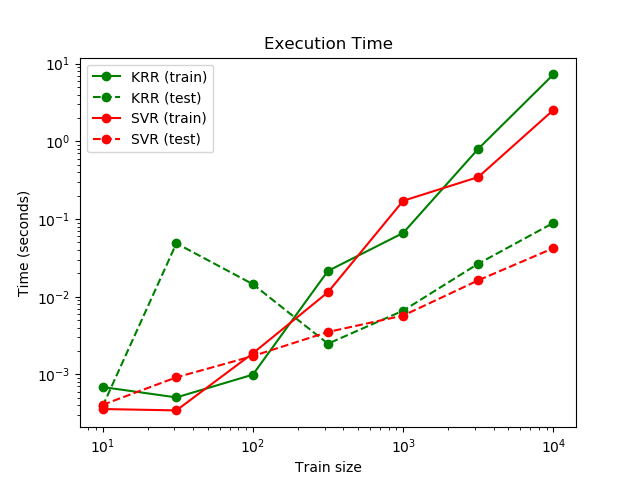 Execution Time
KRR (train)
KRR (test)
SVR (train)
SVR (test)
Time (seconds)
10¹
10⁰
10⁻¹
10⁻²
10⁻³
10¹
10²
10³
10⁴
Train size